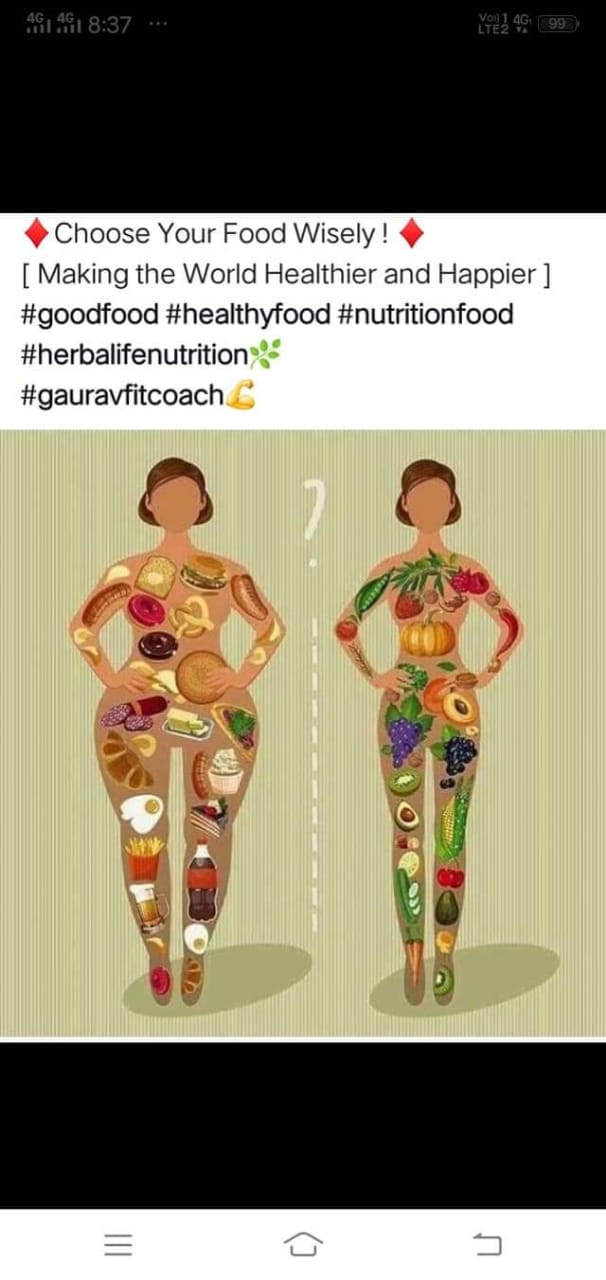 4G 4G 8:37 ... Vo)) 1 4G LTE2 99
♦Choose Your Food Wisely ! ♦
[ Making the World Healthier and Happier ]
#goodfood #healthyfood #nutritionfood
#herbalifenutrition🌿
#gauravfitcoach💪
?